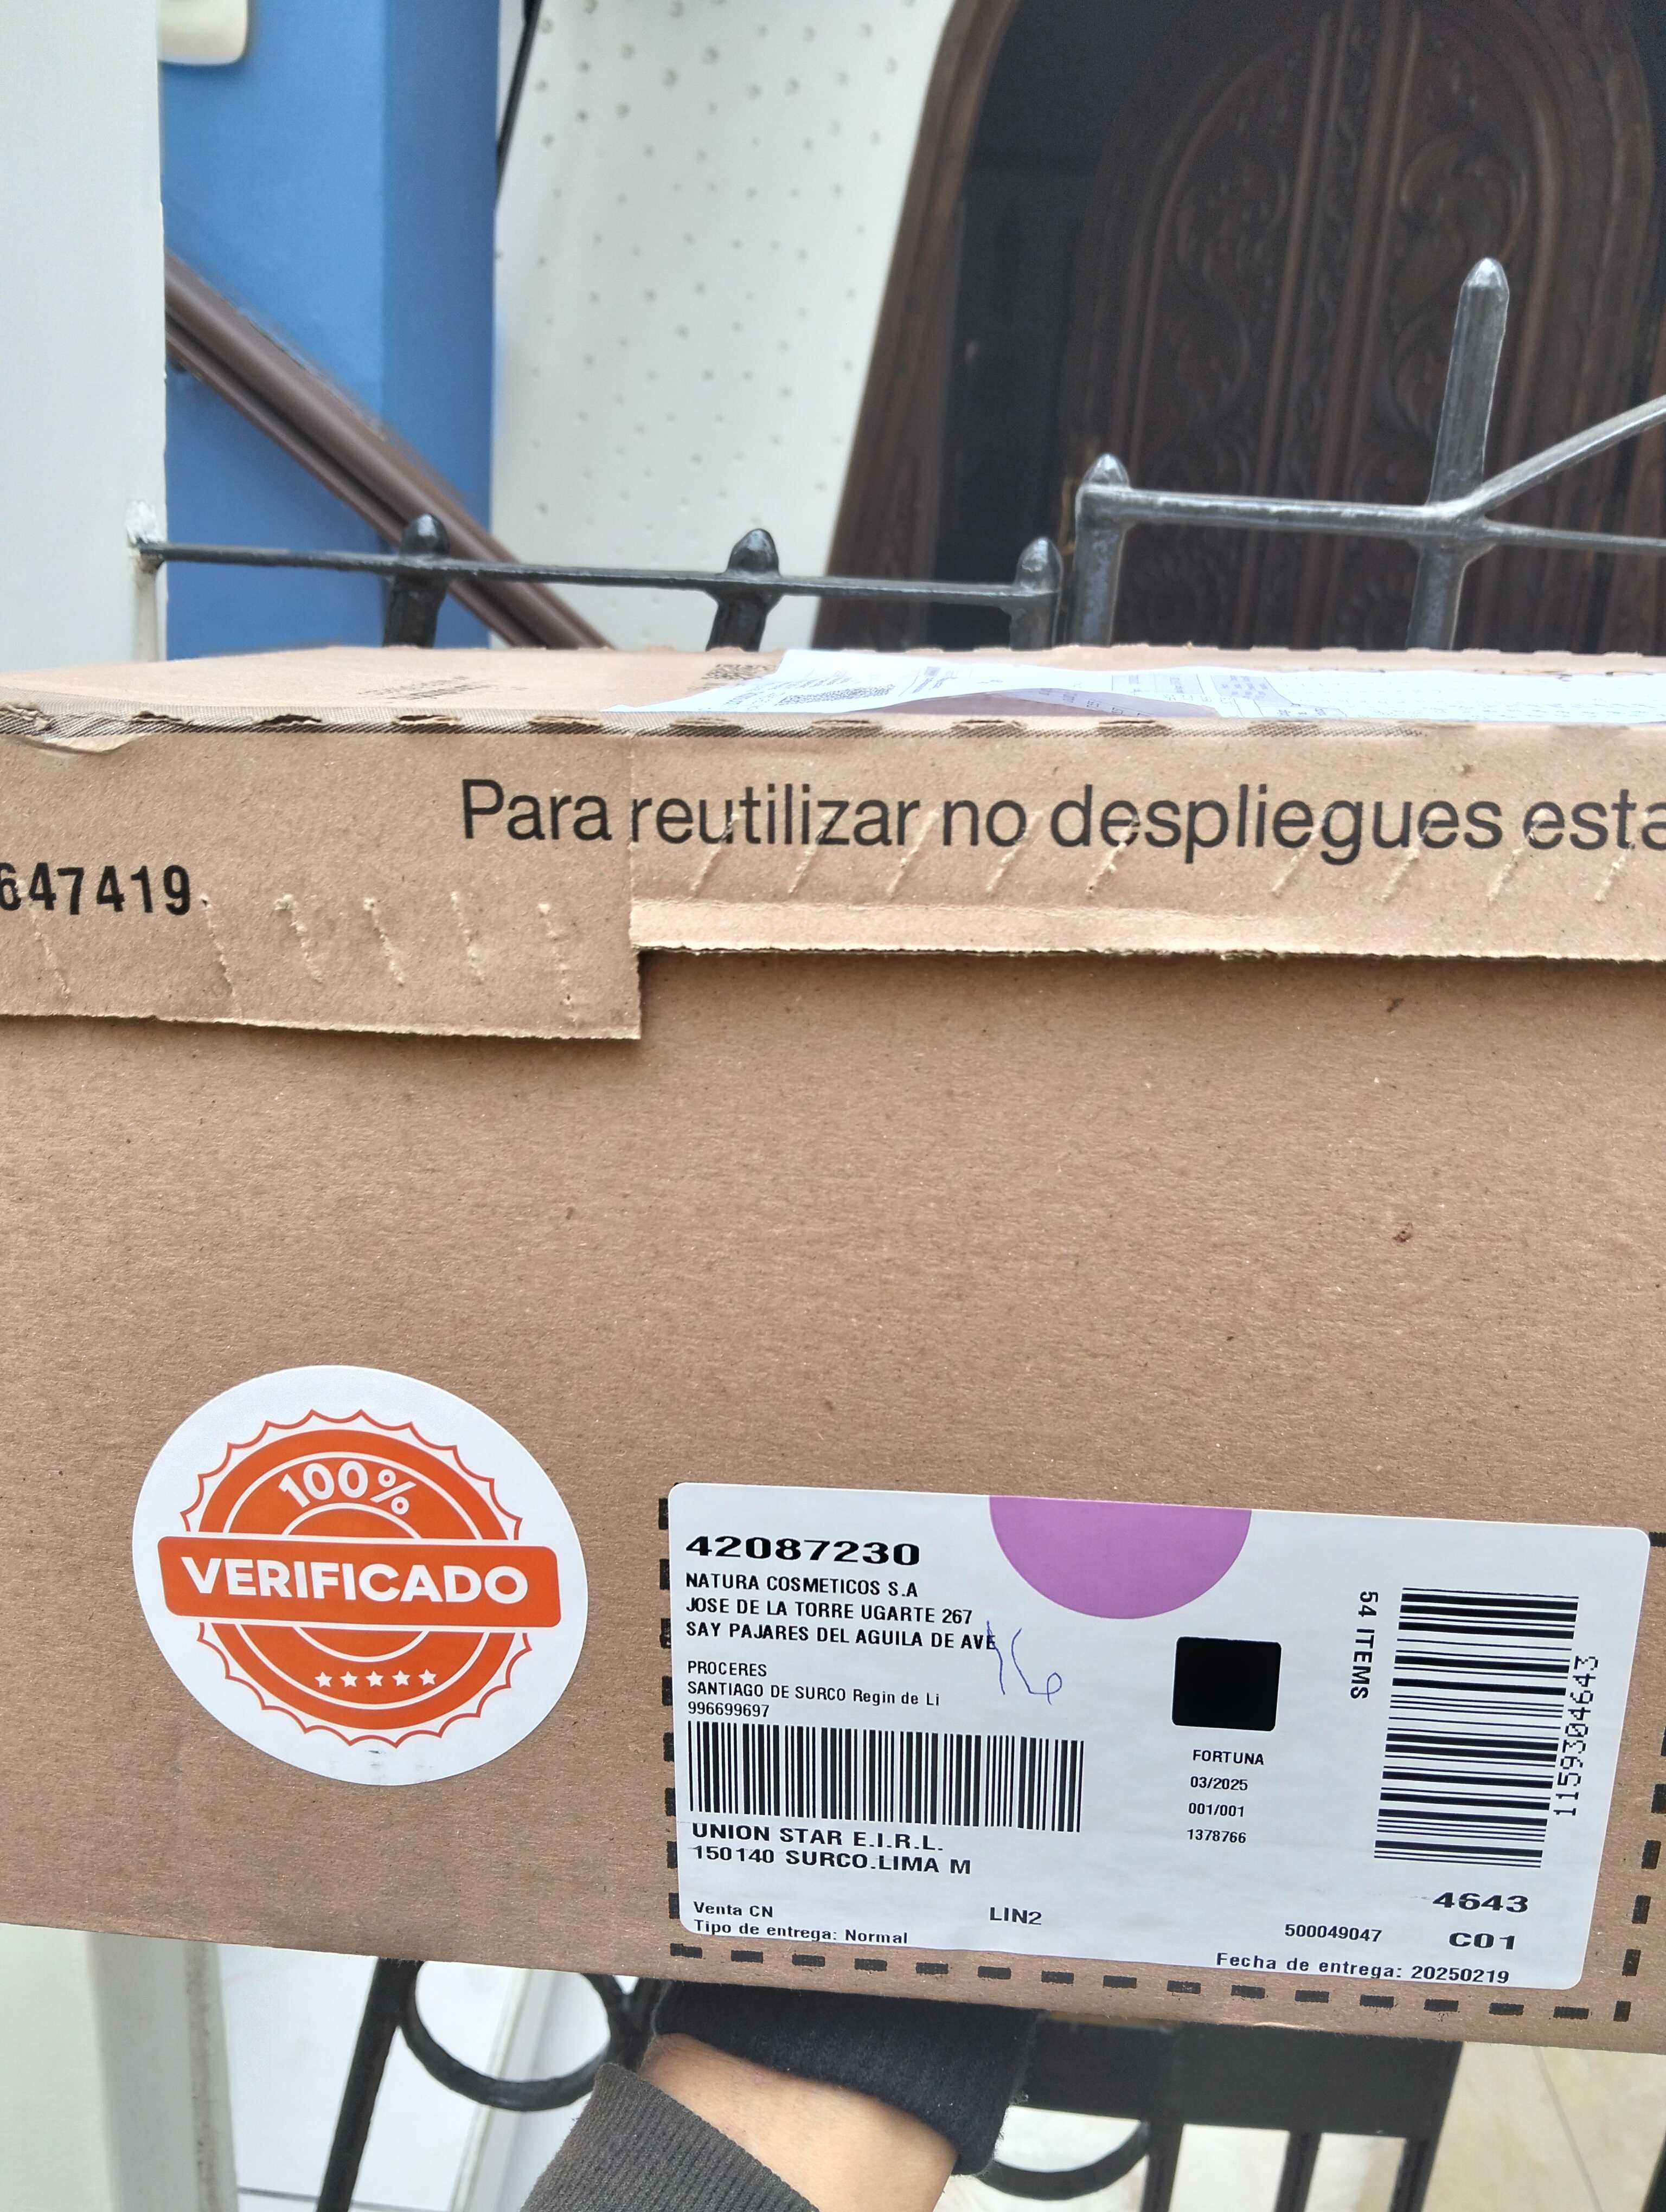 Para reutilizar no despliegues esta
647419
100%
VERIFICADO
42087230
NATURA COSMETICOS S.A
JOSE DE LA TORRE UGARTE 267
SAY PAJARES DEL AGUILA DE AVE
16
PROCERES
SANTIAGO DE SURCO Regin de Li
996699697
UNION STAR E.I.R.L.
150140 SURCO.LIMA M
Venta CN
LIN2
Tipo de entrega: Normal
FORTUNA
03/2025
001/001
1378766
54 ITEMS
1159304643
4643
500049047
C01
Fecha de entrega: 20250219